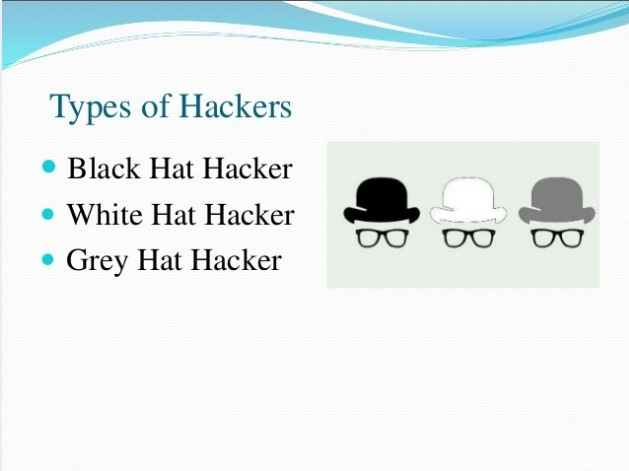 Types of Hackers
Black Hat Hacker
White Hat Hacker
Grey Hat Hacker